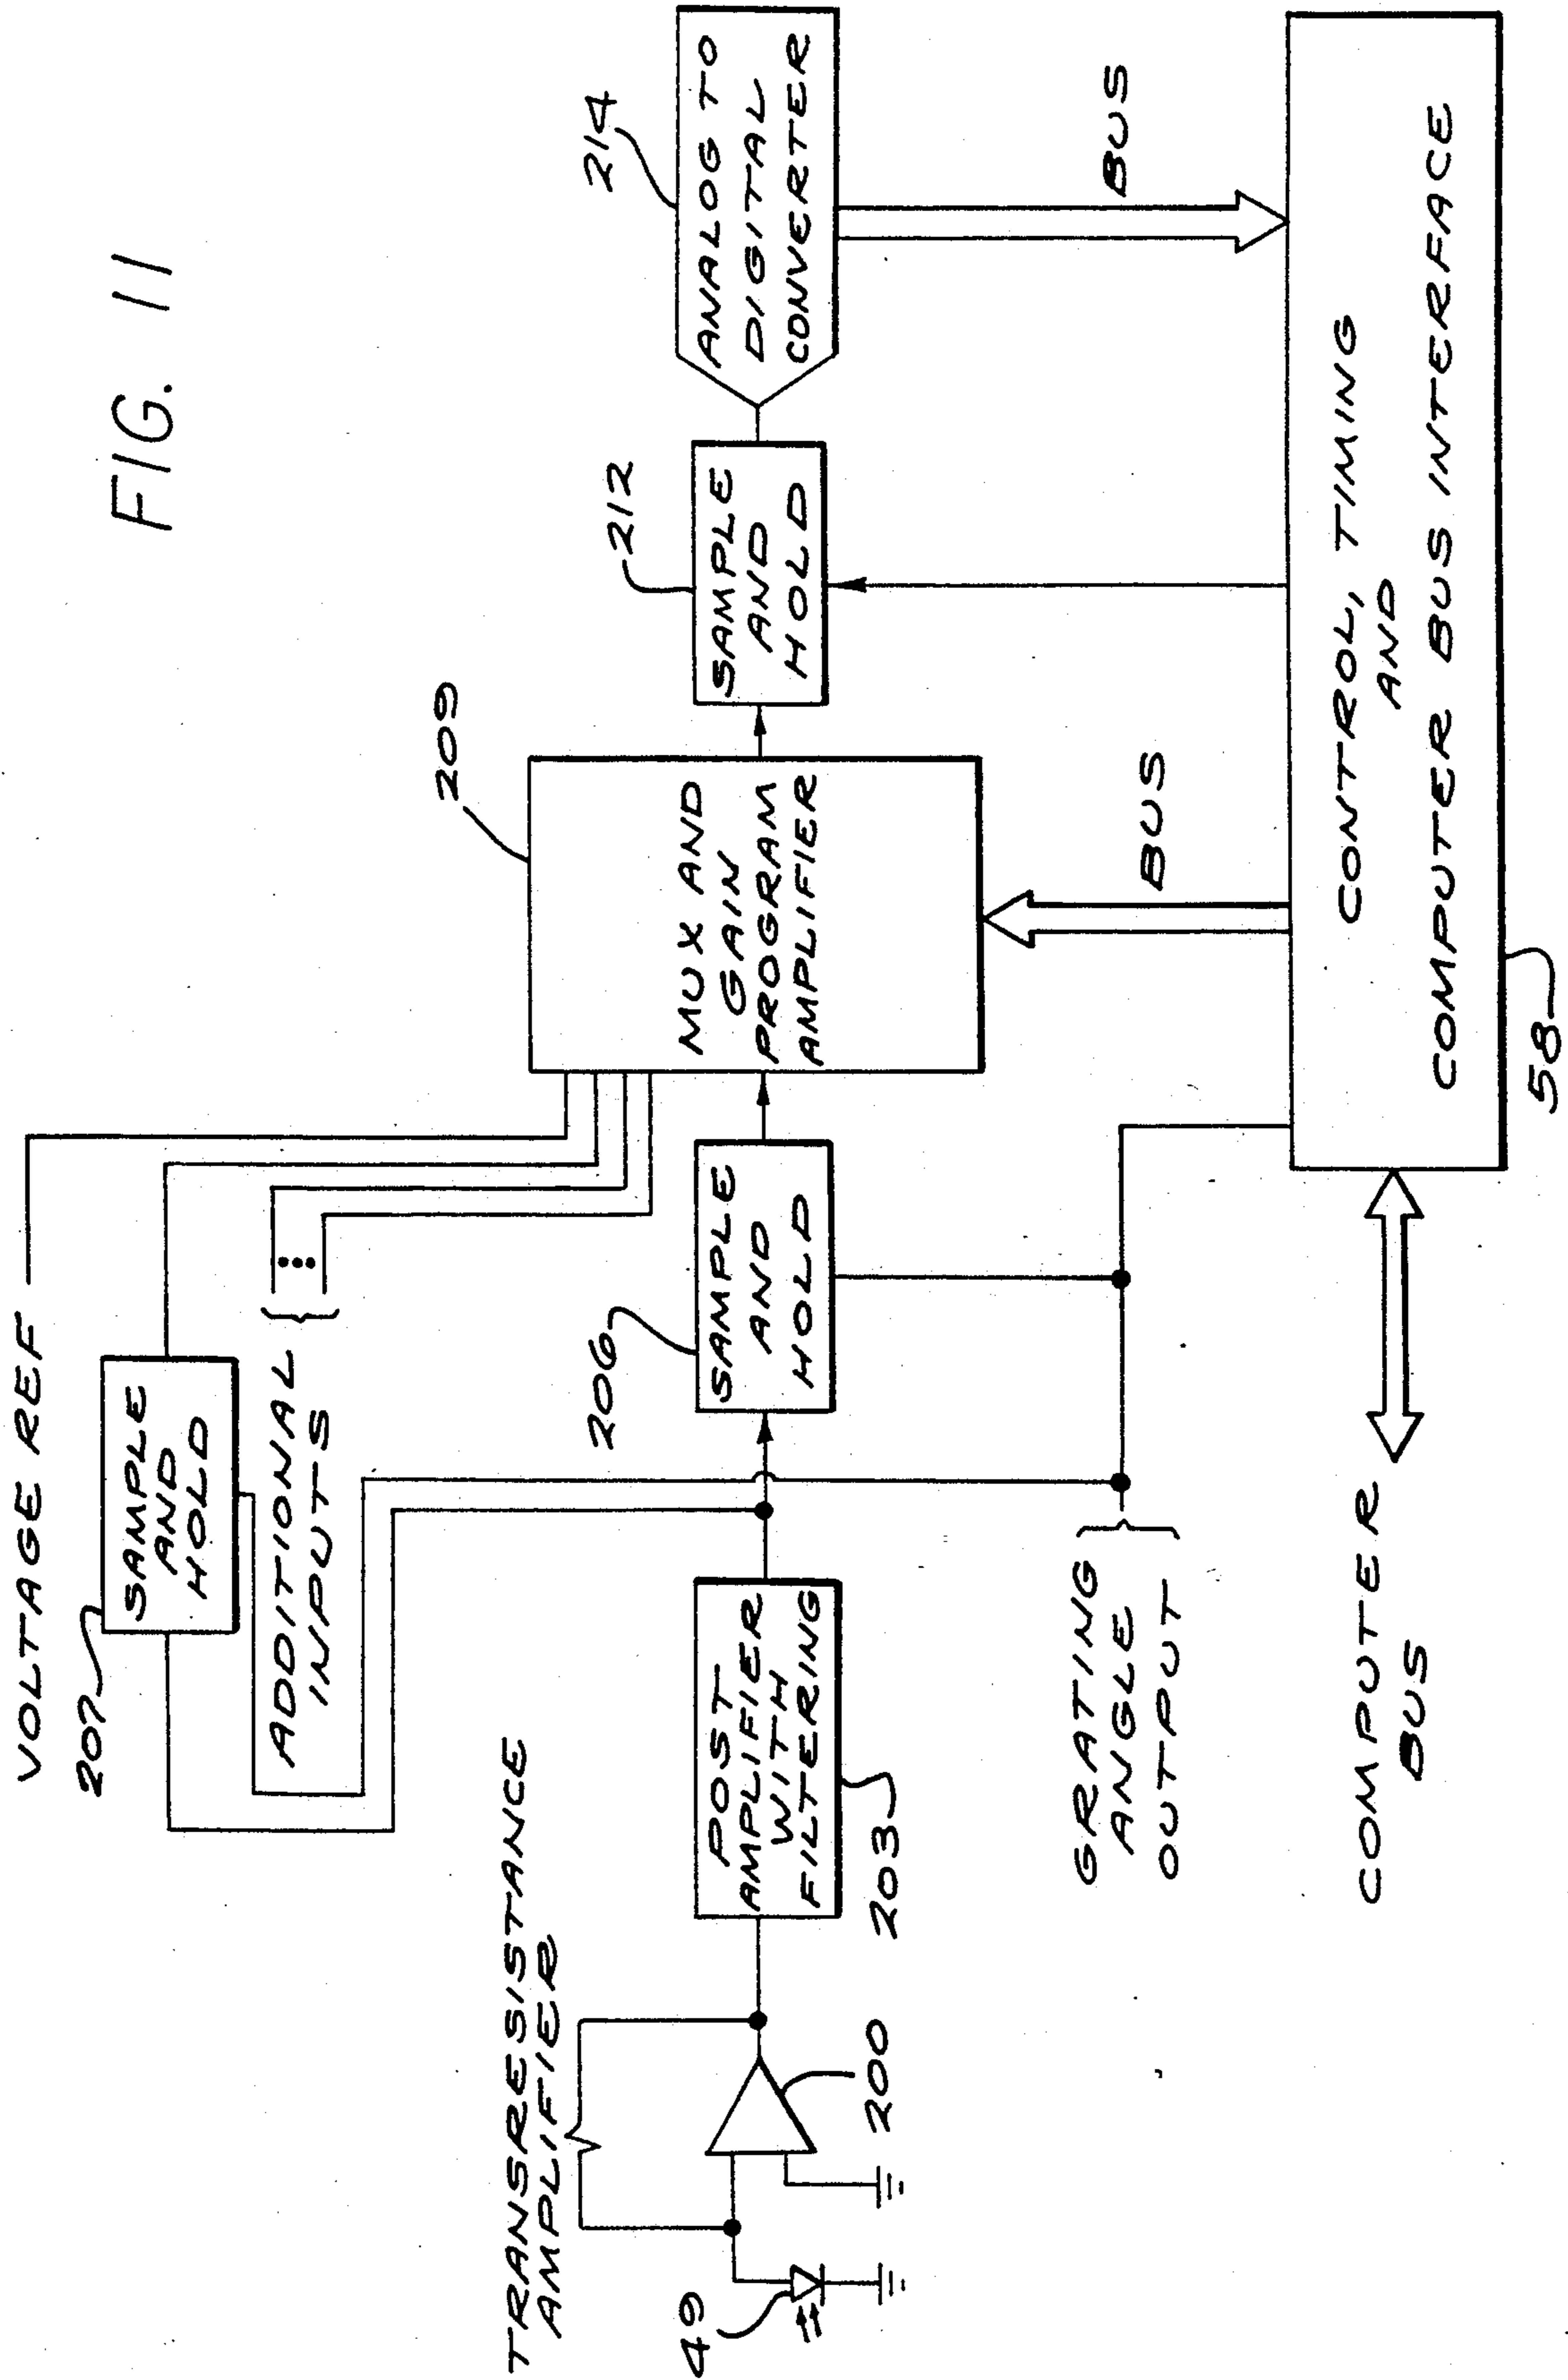 FIG. 11
VOLTAGE REF
207
SAMPLE
AND
HOLD
ADDITIONAL
INPUTS
TRANSRESISTANCE
AMPLIFIER
49
200
POST
AMPLIFIER
WITH
FILTERING
203
206
SAMPLE
AND
HOLD
209
MUX AND
GAIN
PROGRAM
AMPLIFIER
212
SAMPLE
AND
HOLD
214
ANALOG TO
DIGITAL
CONVERTER
GRATING
ANGLE
OUTPUT
BUS
BUS
COMPUTER
BUS
CONTROL, TIMING
AND
COMPUTER BUS INTERFACE
58